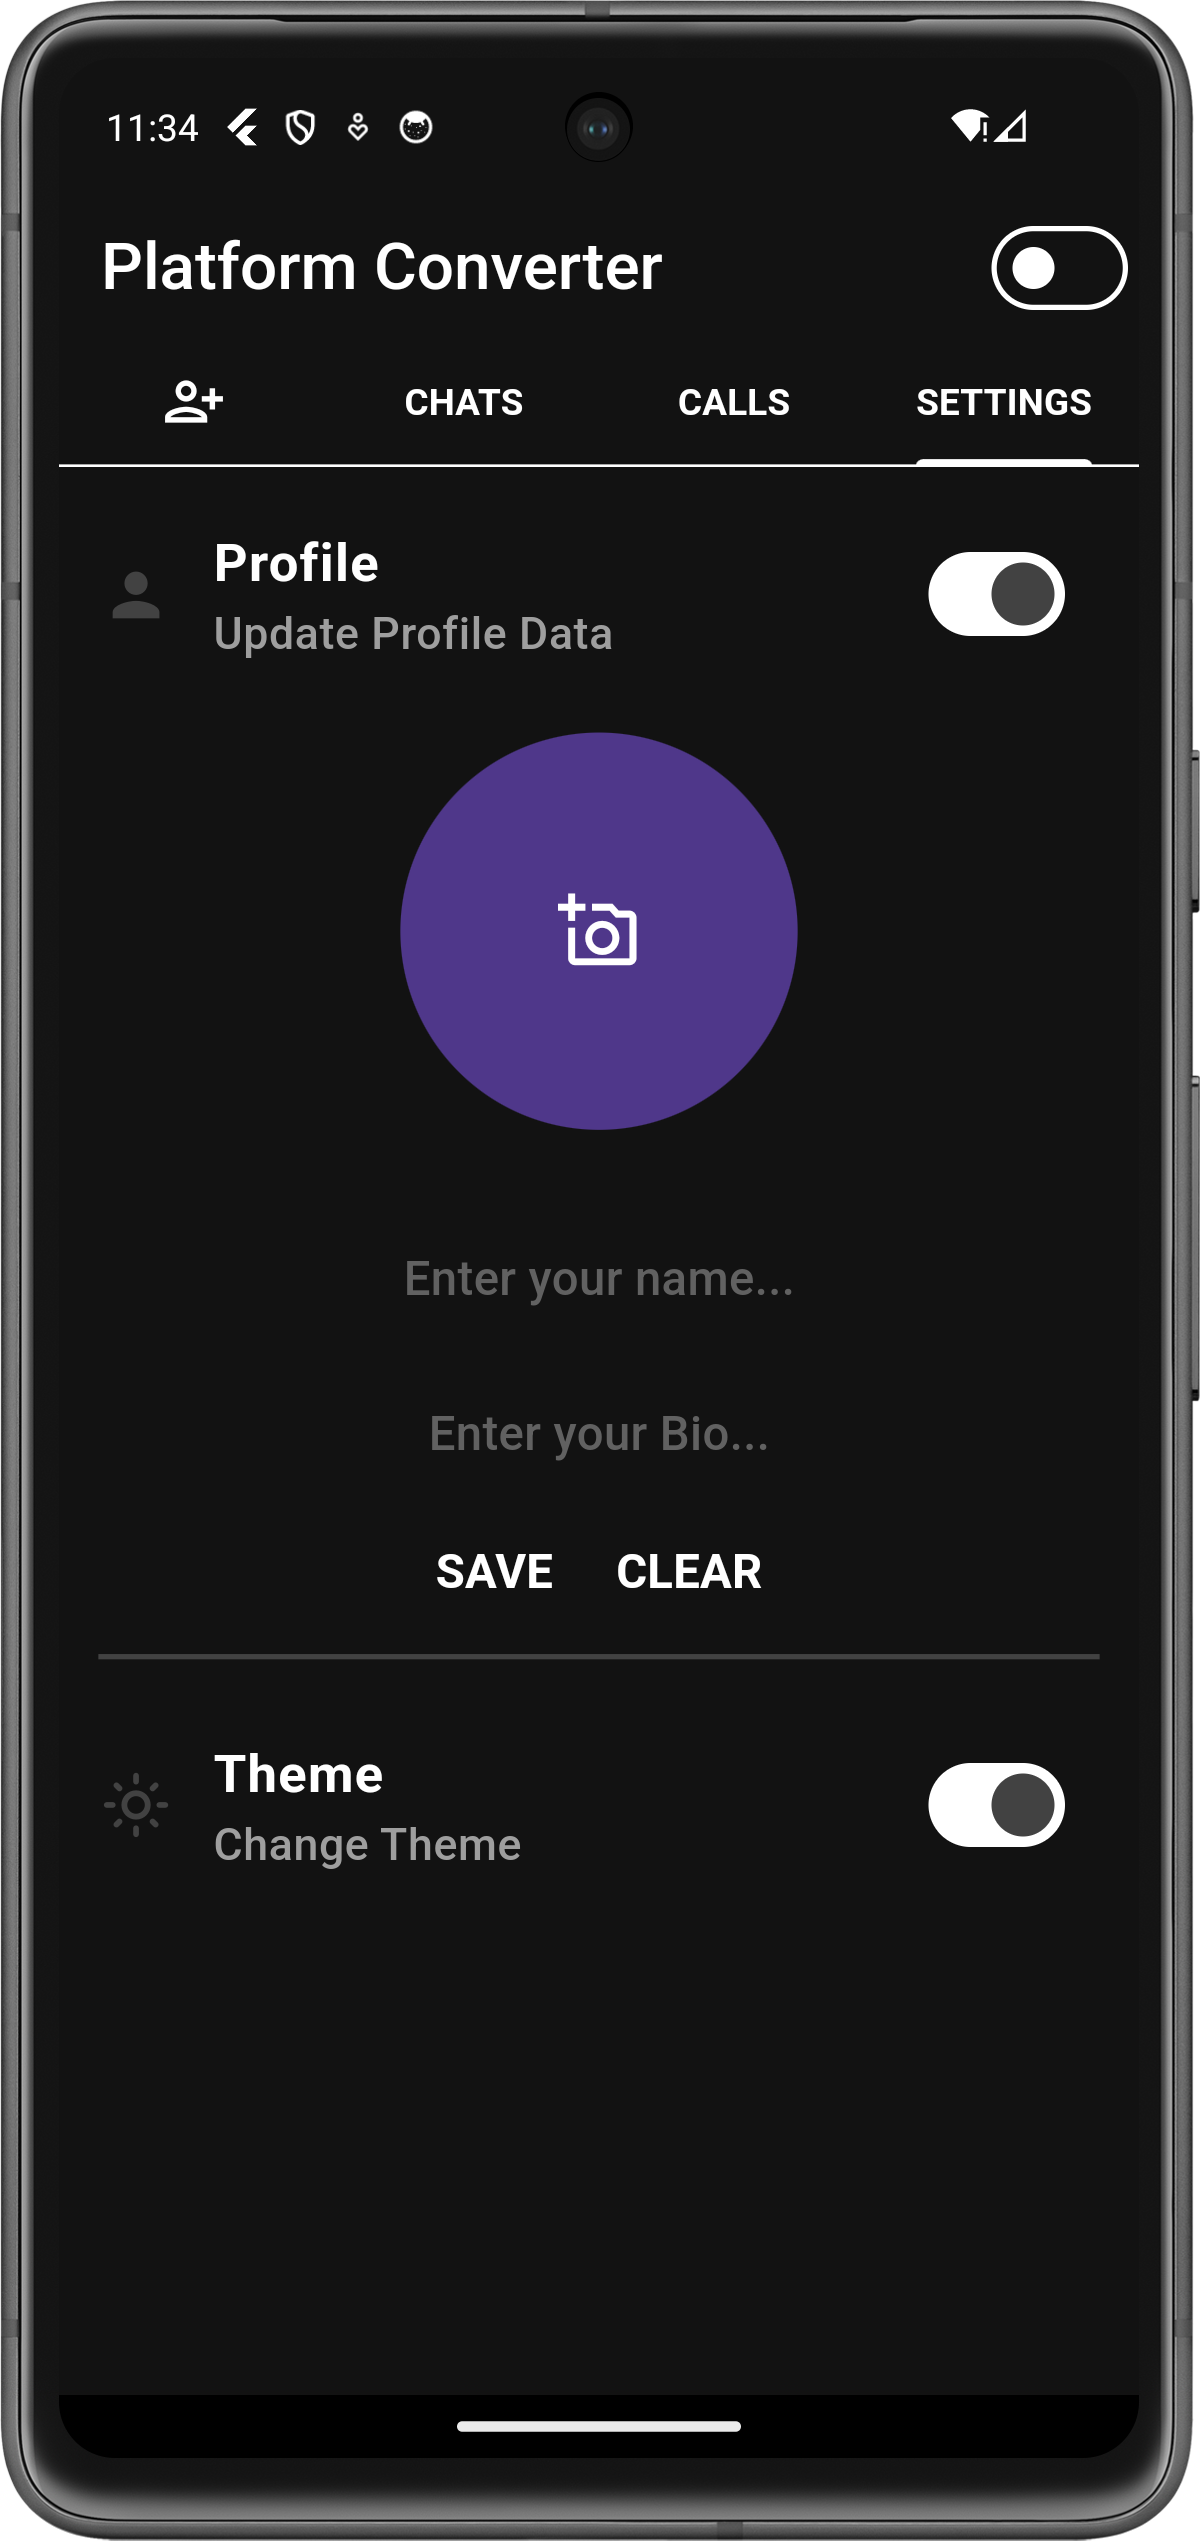 11:34
Platform Converter
CHATS CALLS SETTINGS
Profile
Update Profile Data
Enter your name...
Enter your Bio...
SAVE CLEAR
Theme
Change Theme